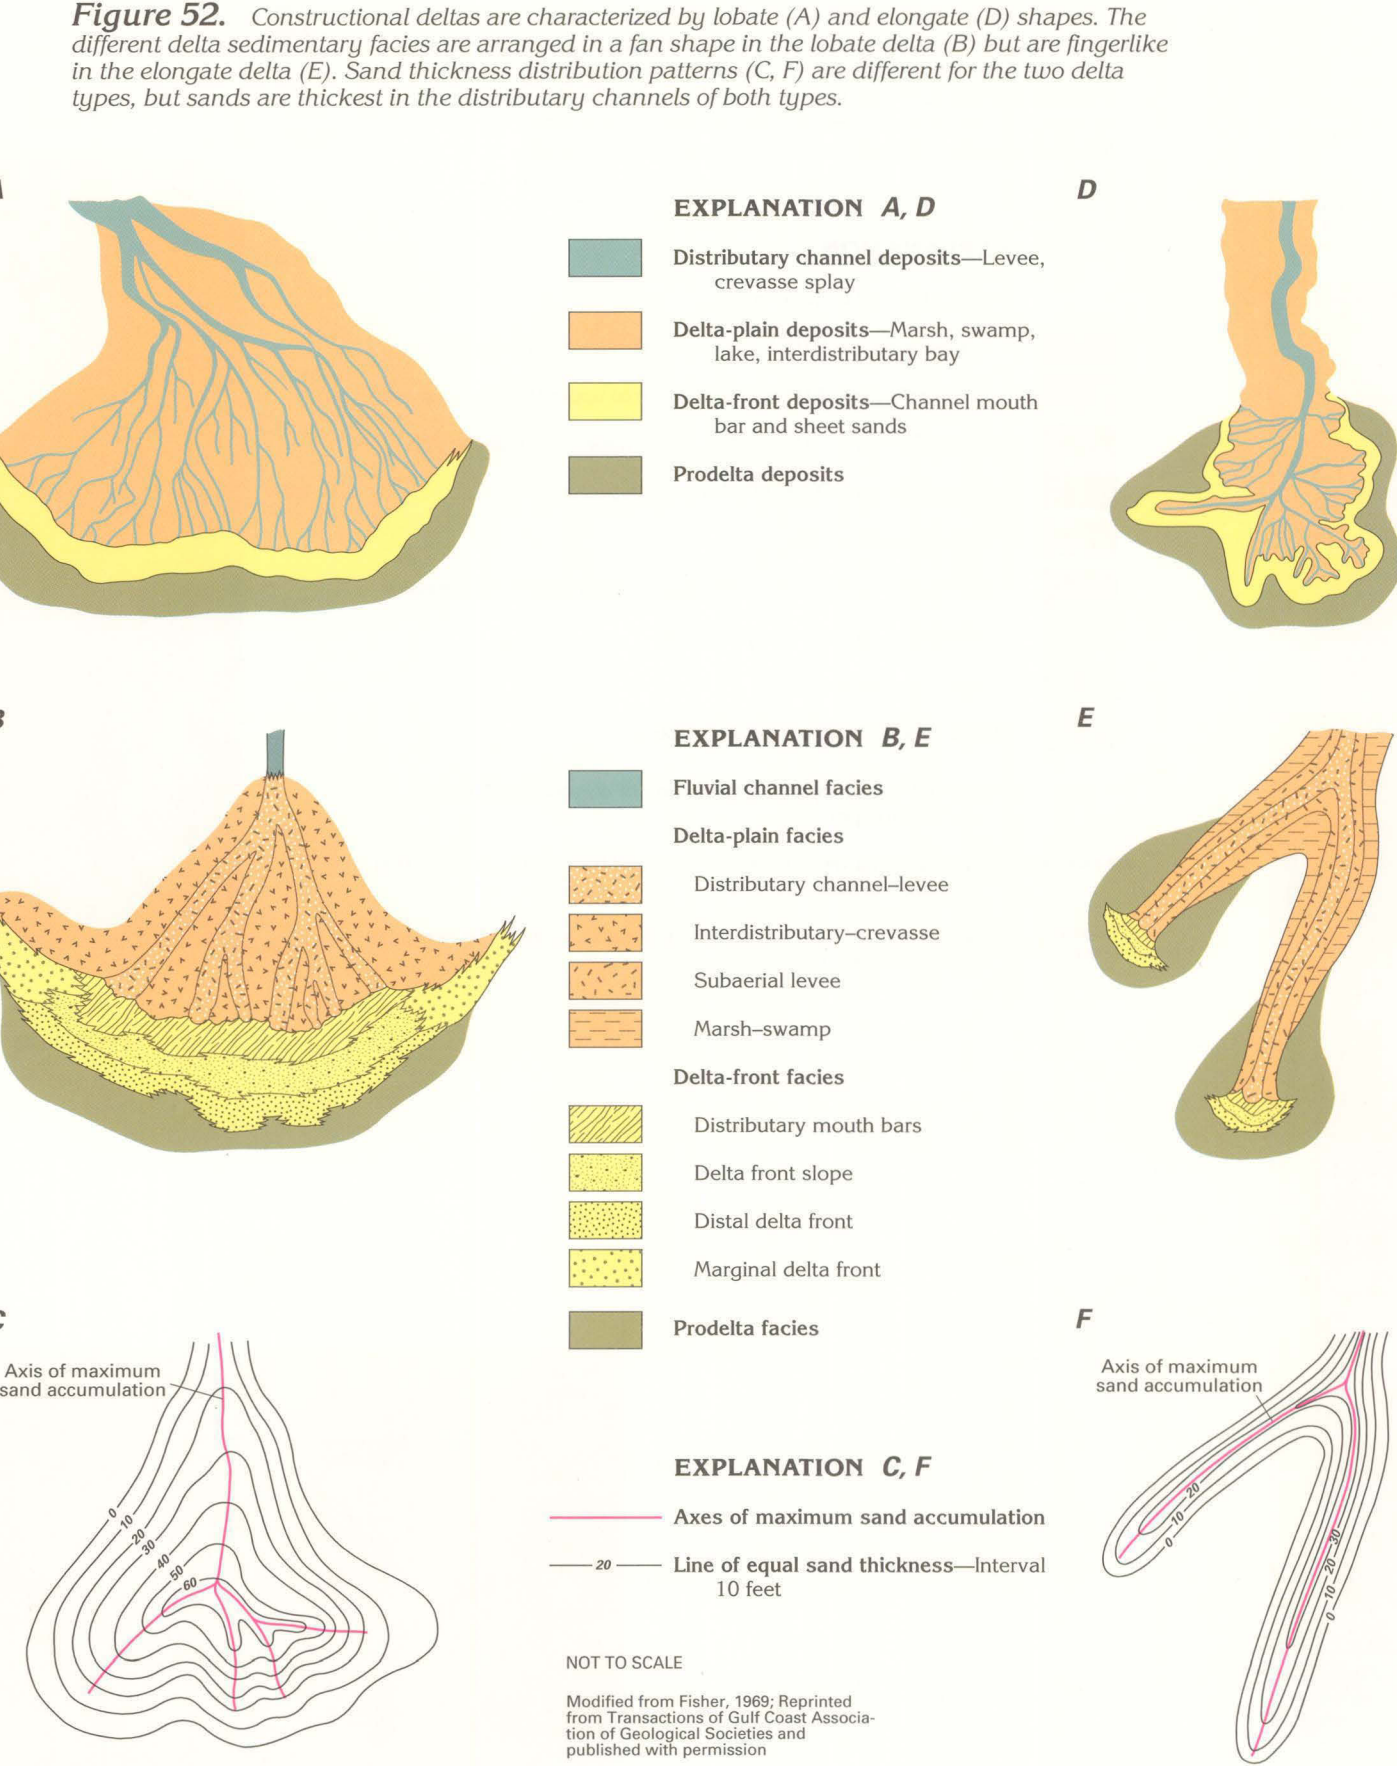 Figure 52. Constructional deltas are characterized by lobate (A) and elongate (D) shapes. The
different delta sedimentary facies are arranged in a fan shape in the lobate delta (B) but are fingerlike
in the elongate delta (E). Sand thickness distribution patterns (C, F) are different for the two delta
types, but sands are thickest in the distributary channels of both types.
EXPLANATION A, D
Distributary channel deposits—Levee,
crevasse splay
Delta-plain deposits—Marsh, swamp,
lake, interdistributary bay
Delta-front deposits—Channel mouth
bar and sheet sands
Prodelta deposits
D
B
EXPLANATION B, E
Fluvial channel facies
Delta-plain facies
Distributary channel–levee
Interdistributary–crevasse
Subaerial levee
Marsh–swamp
Delta-front facies
Distributary mouth bars
Delta front slope
Distal delta front
Marginal delta front
Prodelta facies
E
C
Axis of maximum
sand accumulation
0
10
20
30
40
50
60
EXPLANATION C, F
Axes of maximum sand accumulation
20
Line of equal sand thickness—Interval
10 feet
NOT TO SCALE
Modified from Fisher, 1969; Reprinted
from Transactions of Gulf Coast Associa-
tion of Geological Societies and
published with permission
F
Axis of maximum
sand accumulation
20
10
0
30
20
10
0